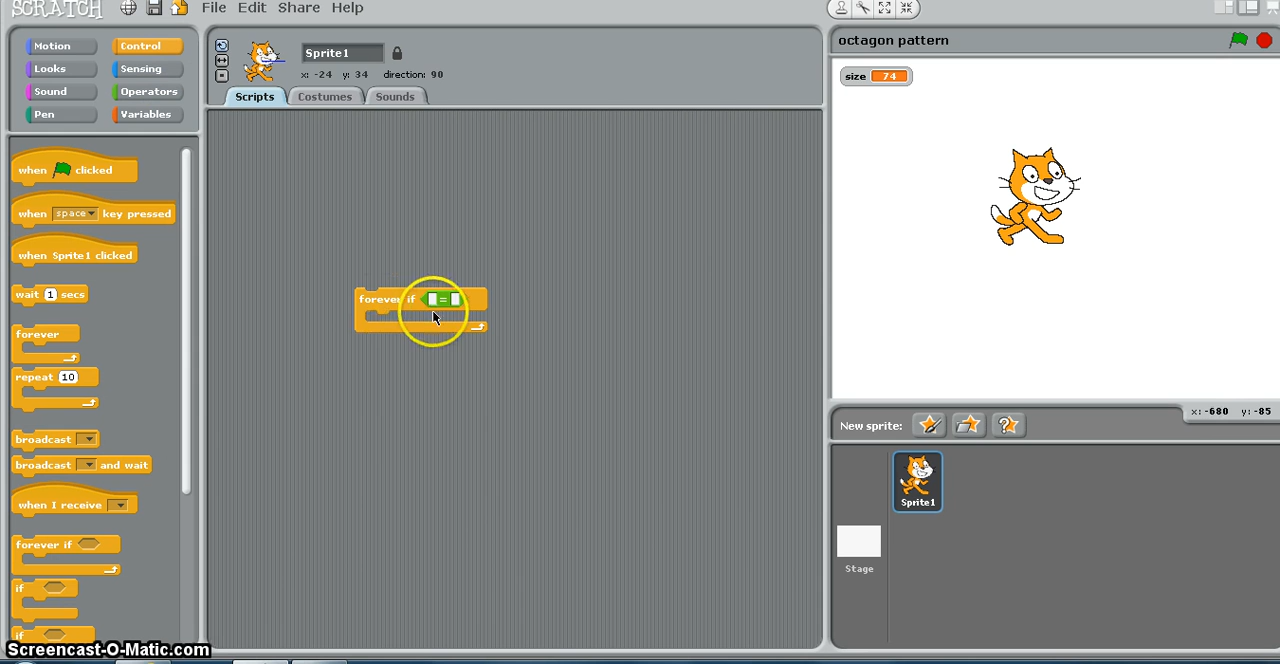 SCRATCH File Edit Share Help
Motion Control
Looks Sensing
Sound Operators
Pen Variables
Sprite1
x: -24 y: 34 direction: 90
Scripts Costumes Sounds
when clicked
when space key pressed
when Sprite1 clicked
wait 1 secs
forever
repeat 10
broadcast
broadcast and wait
when I receive
forever if
if
if
forever if =
octagon pattern
size 74
x: -680 y: -85
New sprite:
Sprite1
Stage
Screencast-O-Matic.com